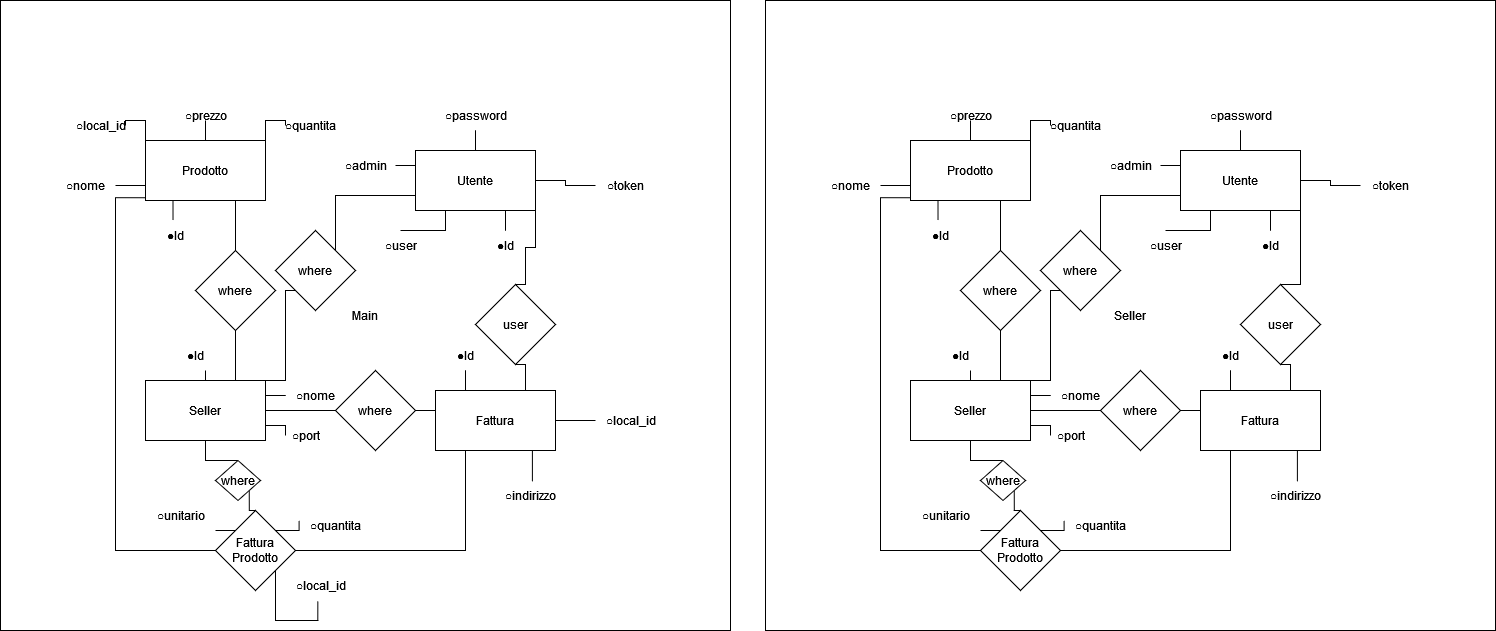 ○prezzo
○local_id
○quantita
○password
Prodotto
○admin
Utente
○nome
○token
●Id
○user
●Id
where
where
Main
user
●Id
●Id
○nome
Seller
where
Fattura
○local_id
○port
where
○indirizzo
○unitario
○quantita
Fattura
Prodotto
○local_id
○prezzo
○quantita
○password
Prodotto
○admin
Utente
○nome
○token
●Id
○user
●Id
where
where
Seller
user
●Id
●Id
○nome
Seller
where
Fattura
○port
where
○indirizzo
○unitario
○quantita
Fattura
Prodotto